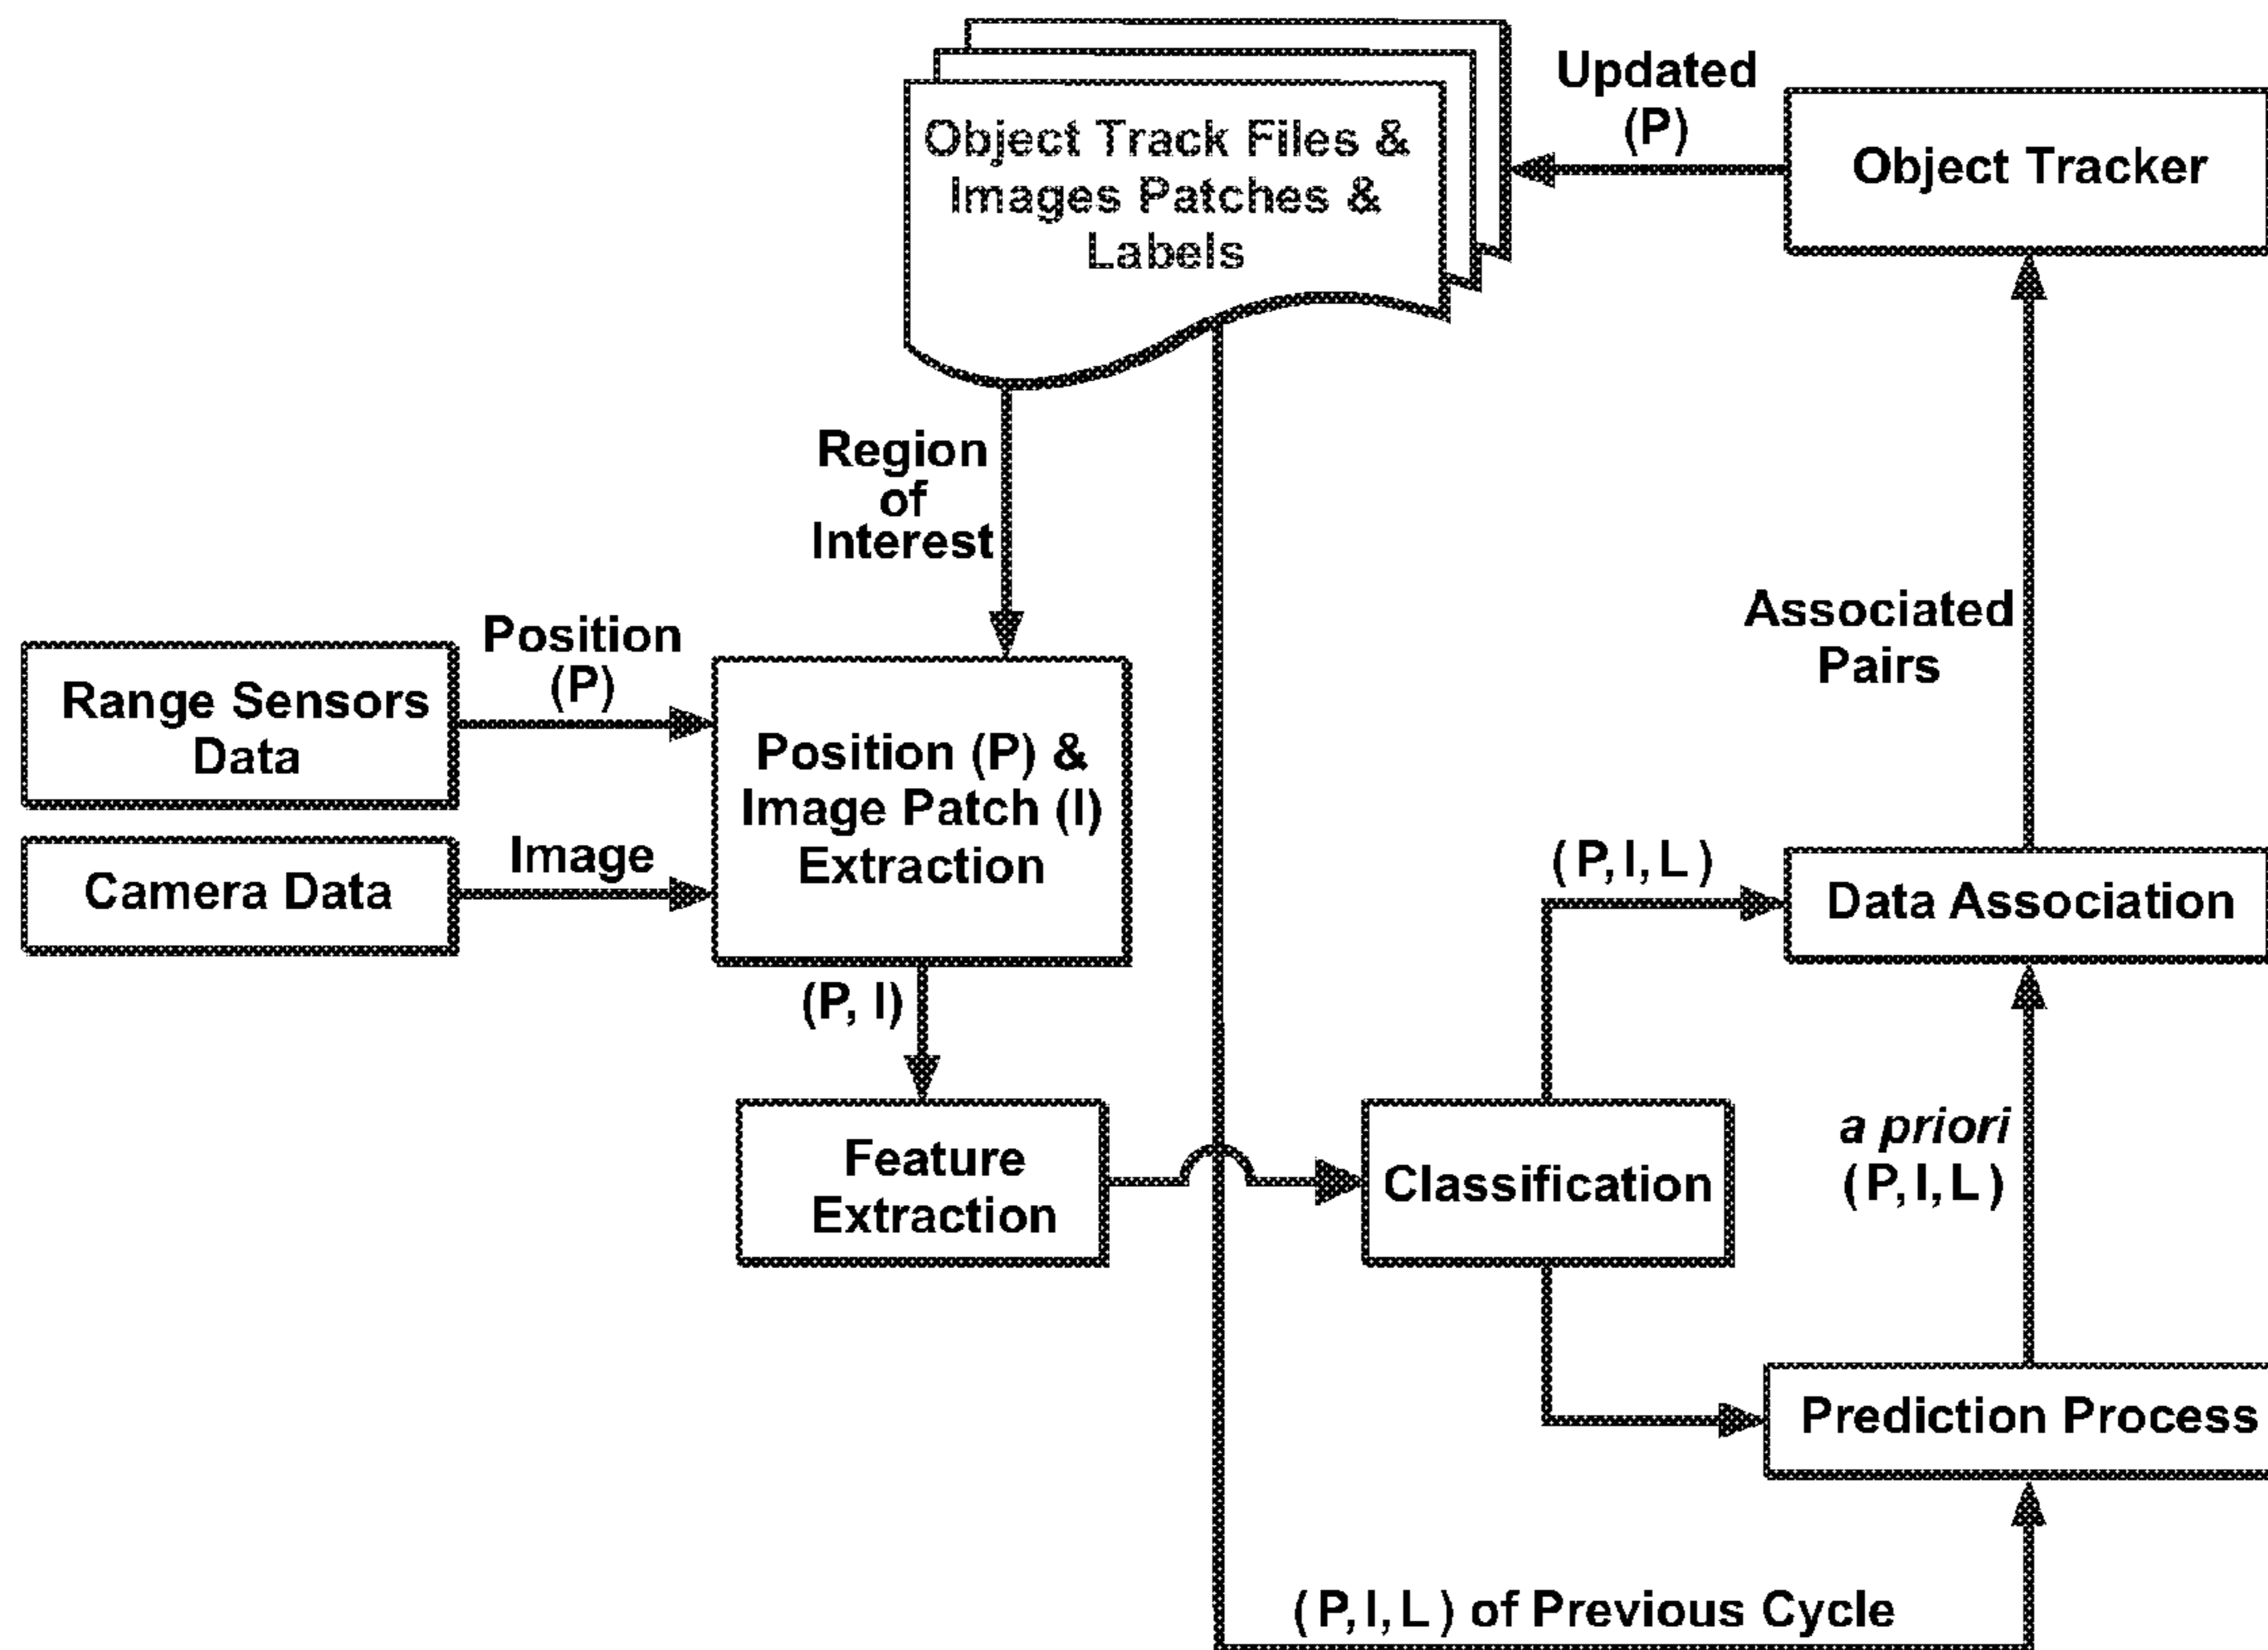 Object Track Files &
Images Patches &
Labels
Updated
(P)
Object Tracker
Region
of
Interest
Associated
Pairs
Range Sensors
Data
Position
(P)
Position (P) &
Image Patch (I)
Extraction
Camera Data
Image
(P, I)
(P, I, L)
Data Association
Feature
Extraction
Classification
a priori
(P, I, L)
Prediction Process
(P, I, L) of Previous Cycle